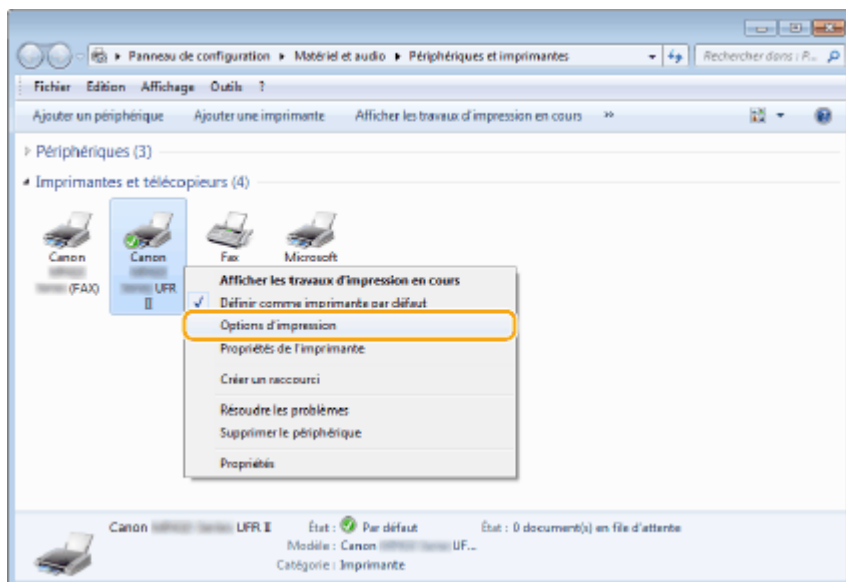 Panneau de configuration ▸ Matériel et audio ▸ Périphériques et imprimantes
Rechercher dans : P...
Fichier Edition Affichage Outils ?
Ajouter un périphérique Ajouter une imprimante Afficher les travaux d'impression en cours »
Périphériques (3)
Imprimantes et télécopieurs (4)
Canon
(FAX)
Canon
UFR
II
Fax
Microsoft
Afficher les travaux d'impression en cours
Définir comme imprimante par défaut
Options d'impression
Propriétés de l'imprimante
Créer un raccourci
Résoudre les problèmes
Supprimer le périphérique
Propriétés
Canon UFR II État : Par défaut État : 0 document(s) en file d'attente
Modèle : Canon UF...
Catégorie : Imprimante